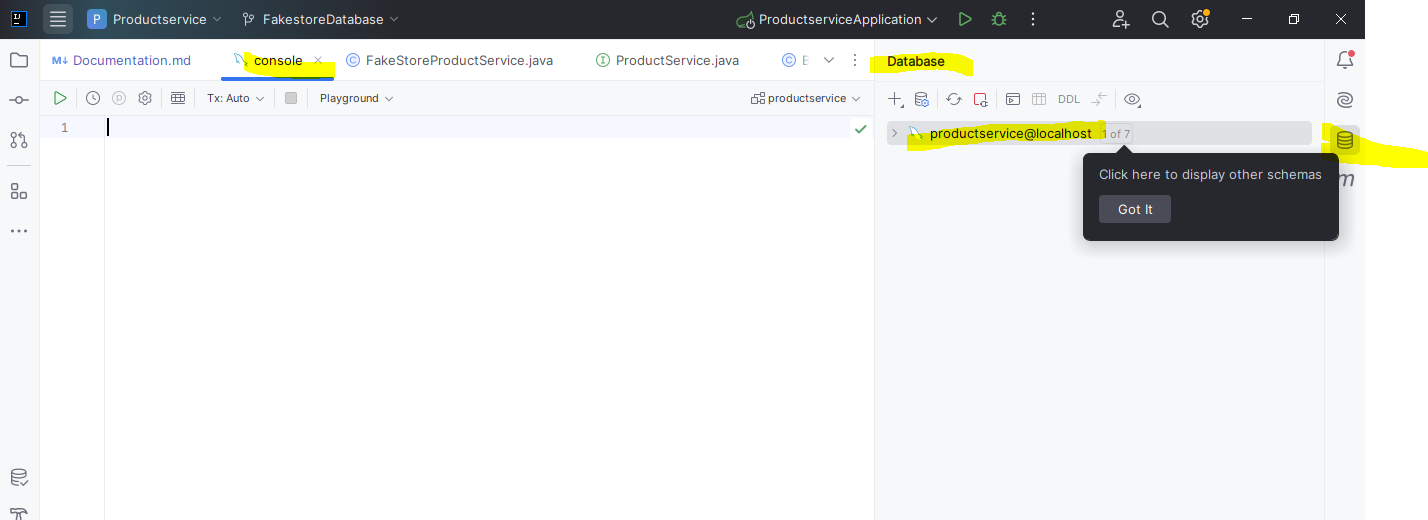 Productservice
FakestoreDatabase
ProductserviceApplication
M↓ Documentation.md
console
FakeStoreProductService.java
ProductService.java
Database
Tx: Auto
Playground
productservice
DDL
1
productservice@localhost 1 of 7
Click here to display other schemas
Got It